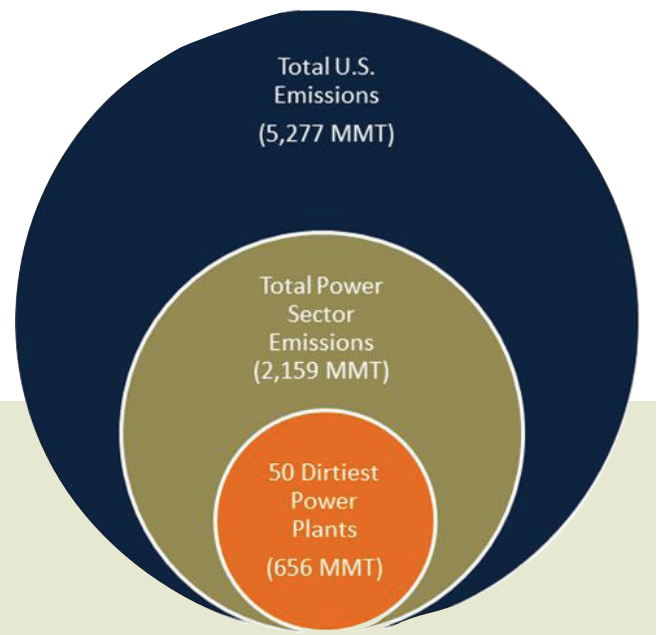 Total U.S.
Emissions
(5,277 MMT)
Total Power
Sector
Emissions
(2,159 MMT)
50 Dirtiest
Power
Plants
(656 MMT)